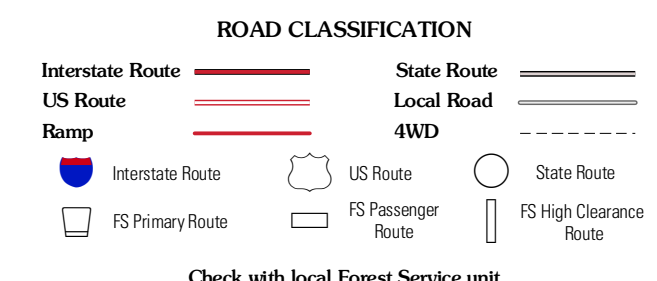 ROAD CLASSIFICATION
Interstate Route State Route
US Route Local Road
Ramp 4WD
Interstate Route US Route State Route
FS Primary Route FS Passenger Route FS High Clearance Route
Check with local Forest Service unit